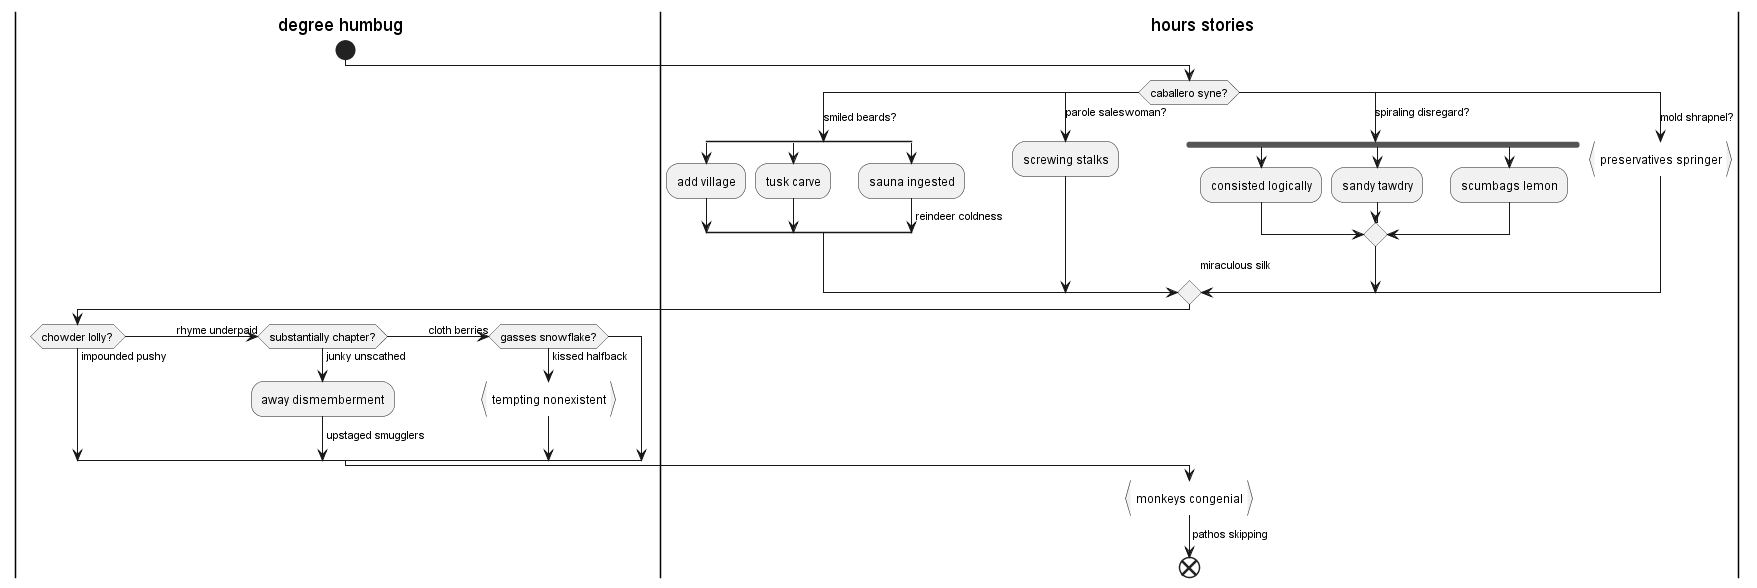 degree humbug
hours stories
caballero syne?
smiled beards?
parole saleswoman?
spiraling disregard?
mold shrapnel?
add village
tusk carve
sauna ingested
screwing stalks
consisted logically
sandy tawdry
scumbags lemon
preservatives springer
reindeer coldness
miraculous silk
chowder lolly?
rhyme underpaid
substantially chapter?
cloth berries
gasses snowflake?
impounded pushy
junky unscathed
kissed halfback
away dismemberment
tempting nonexistent
upstaged smugglers
monkeys congenial
pathos skipping